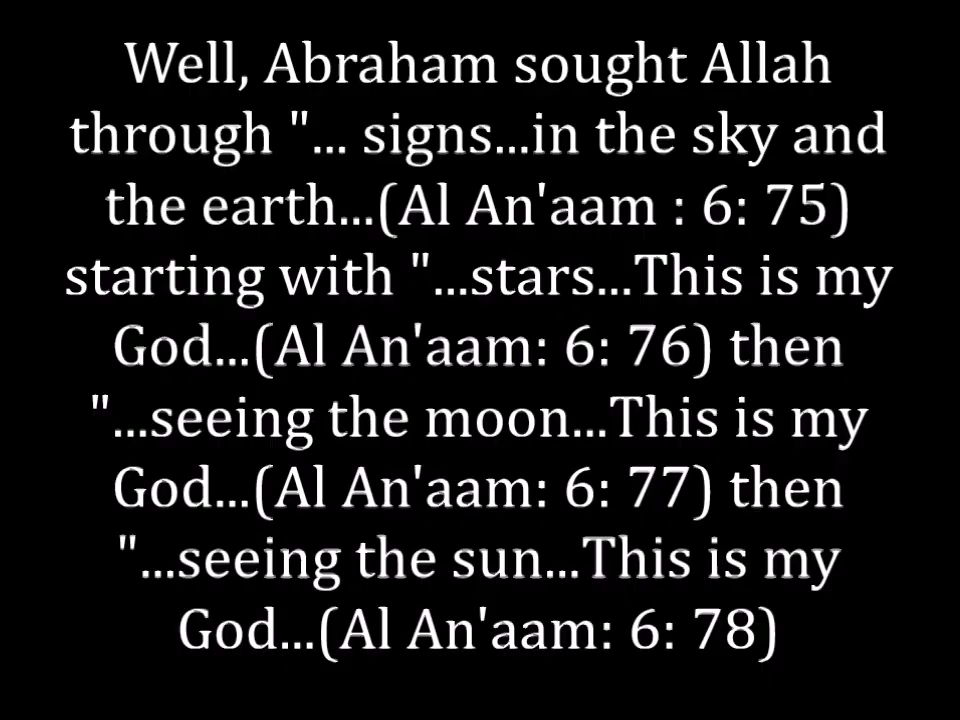 Well, Abraham sought Allah
through "... signs...in the sky and
the earth...(Al An'aam : 6: 75)
starting with "...stars...This is my
God...(Al An'aam: 6: 76) then
"...seeing the moon...This is my
God...(Al An'aam: 6: 77) then
"...seeing the sun...This is my
God...(Al An'aam: 6: 78)